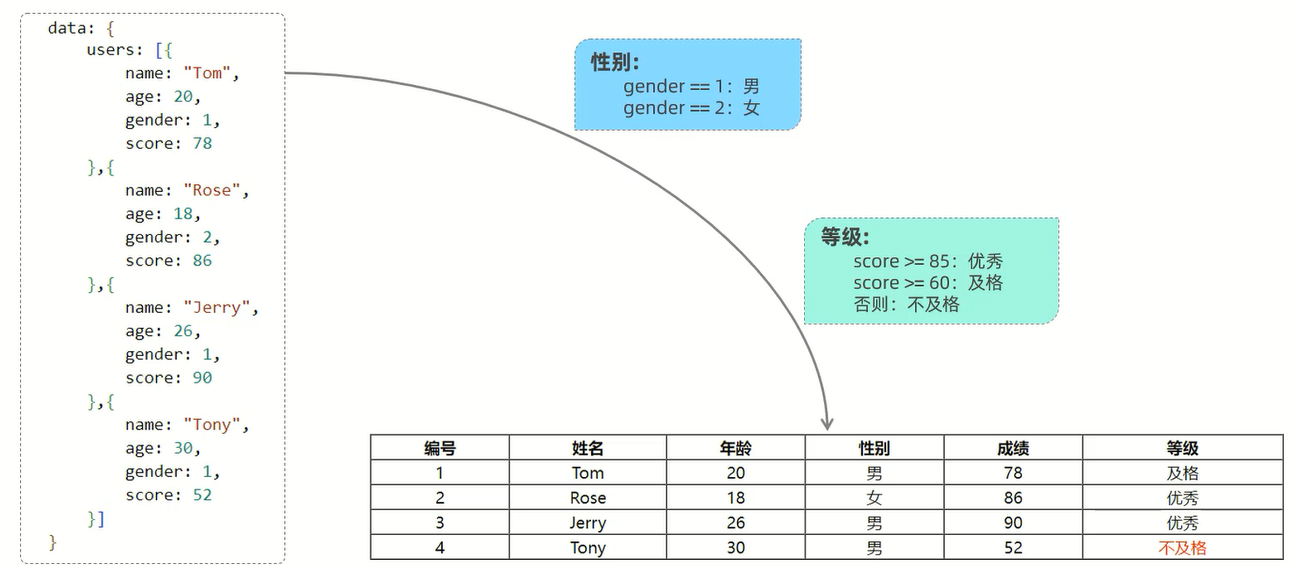 data: {
users: [{
name: "Tom",
age: 20,
gender: 1,
score: 78
},{
name: "Rose",
age: 18,
gender: 2,
score: 86
},{
name: "Jerry",
age: 26,
gender: 1,
score: 90
},{
name: "Tony",
age: 30,
gender: 1,
score: 52
}]
}
性别:
gender == 1：男
gender == 2：女
等级:
score >= 85：优秀
score >= 60：及格
否则：不及格
编号 姓名 年龄 性别 成绩 等级
1 Tom 20 男 78 及格
2 Rose 18 女 86 优秀
3 Jerry 26 男 90 优秀
4 Tony 30 男 52 不及格